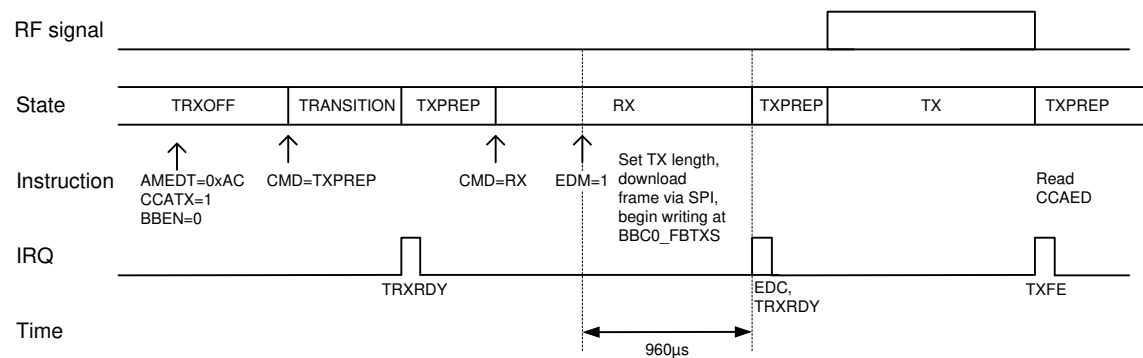 RF signal
State
TRXOFF
TRANSITION
TXPREP
RX
TXPREP
TX
TXPREP
Instruction
AMEDT=0xAC
CCATX=1
BBEN=0
CMD=TXPREP
CMD=RX
EDM=1
Set TX length,
download
frame via SPI,
begin writing at
BBC0_FBTXS
Read
CCAED
IRQ
TRXRDY
EDC,
TRXRDY
TXFE
Time
960µs